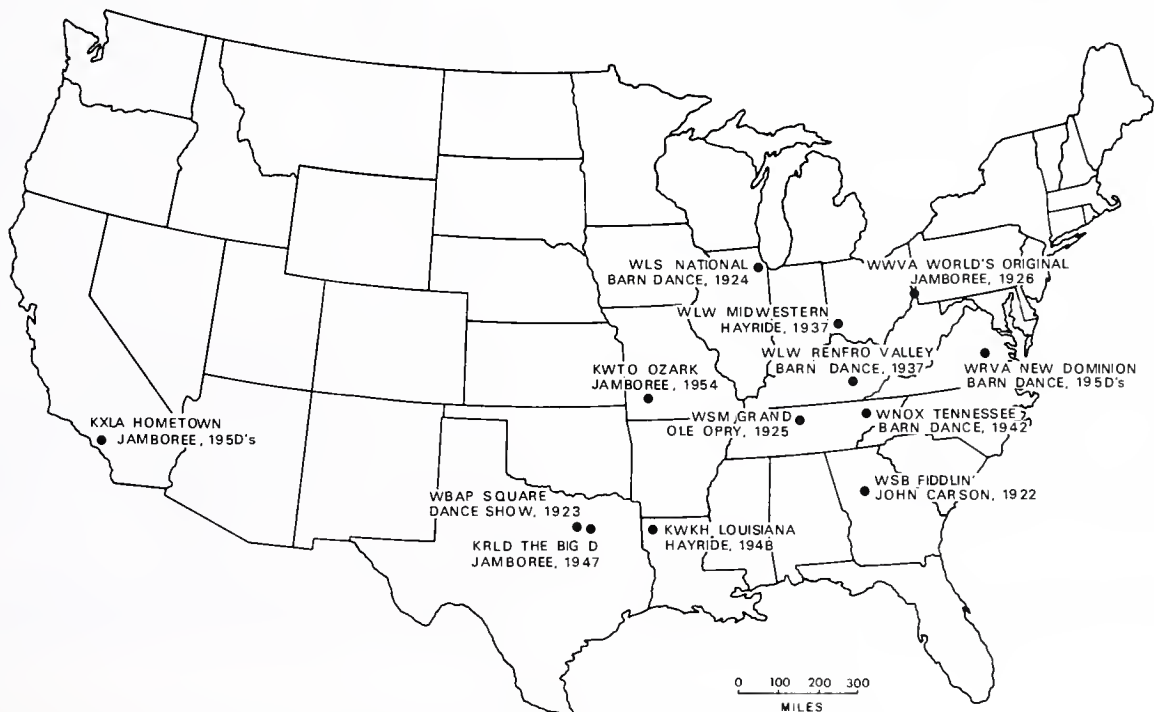 WLS NATIONAL
BARN DANCE, 1924
WWVA WORLD'S ORIGINAL
JAMBOREE, 1926
WLW MIDWESTERN
HAYRIDE, 1937
WLW RENFRO VALLEY
BARN DANCE, 1937
WRVA NEW DOMINION
BARN DANCE, 195D's
KWTO OZARK
JAMBOREE, 1954
WSM GRAND
OLE OPRY, 1925
WNOX TENNESSEE
BARN DANCE, 1942
KXLA HOMETOWN
JAMBOREE, 195D's
WSB FIDDLIN'
JOHN CARSON, 1922
WBAP SQUARE
DANCE SHOW, 1923
KRLD THE BIG D
JAMBOREE, 1947
KWKH LOUISIANA
HAYRIDE, 194B
0 100 200 300
MILES